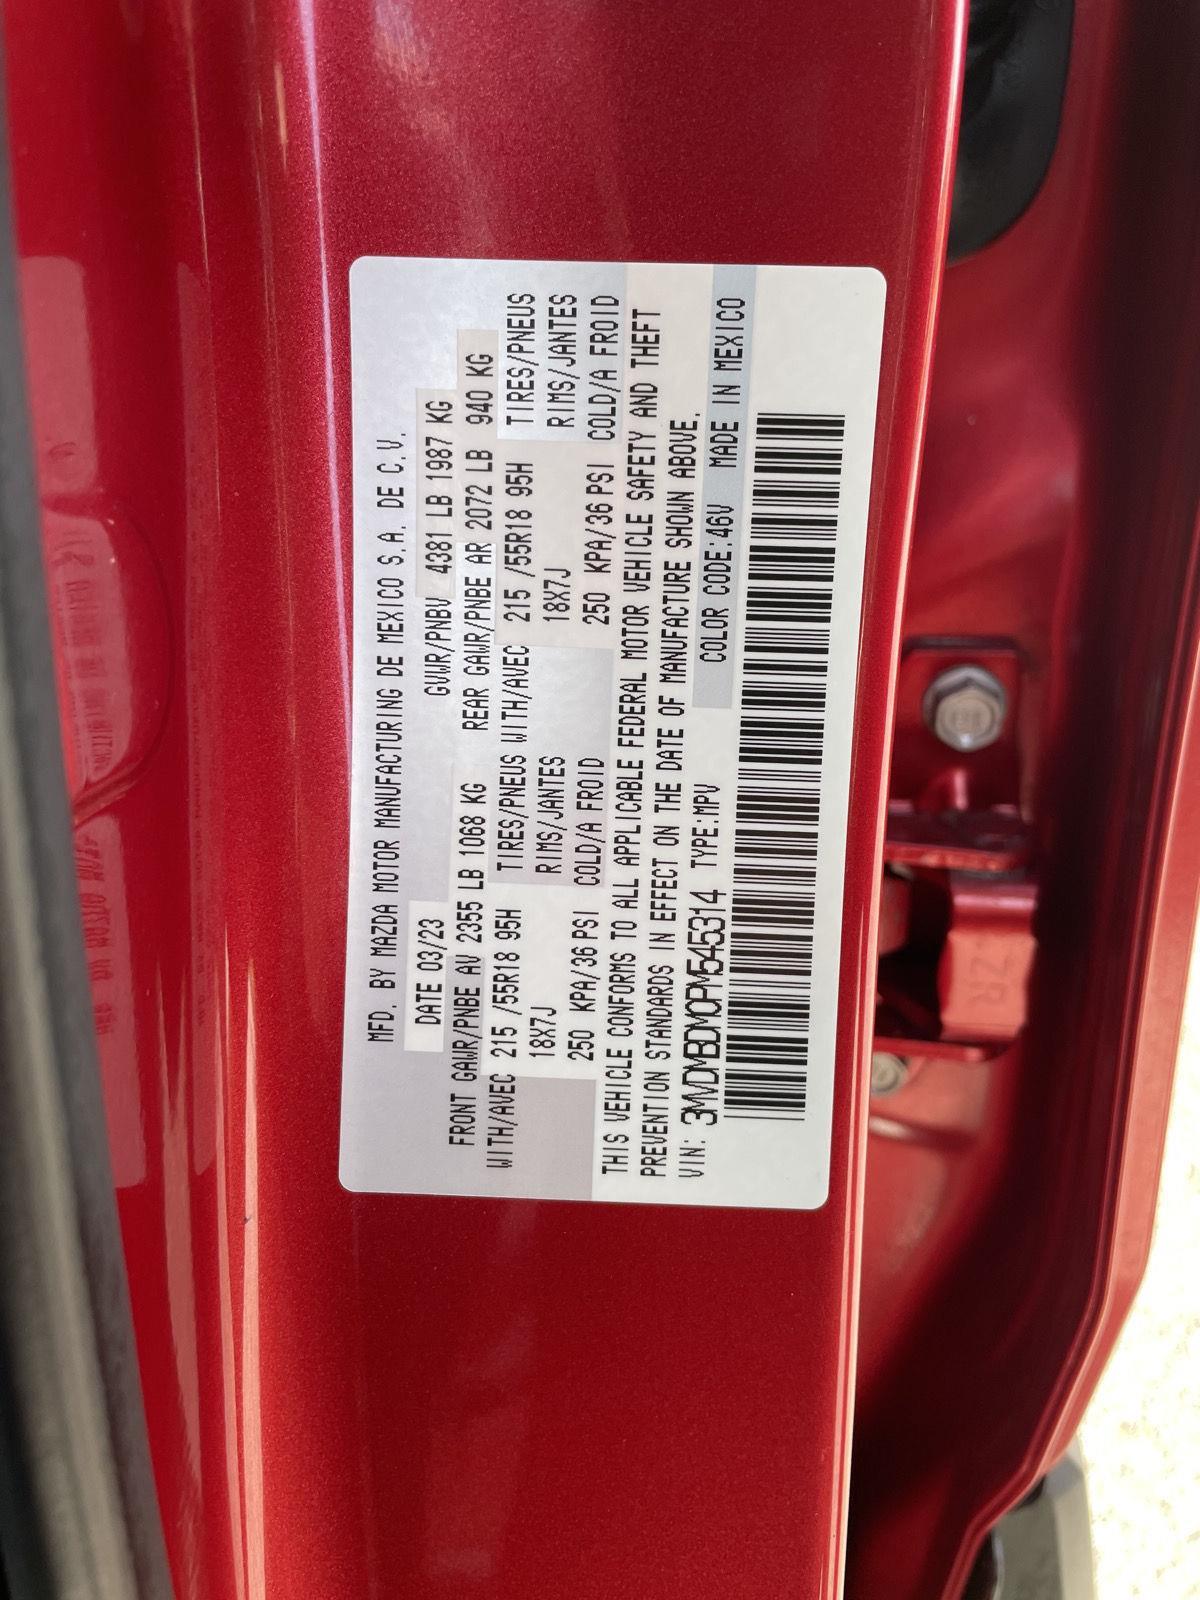 MFD. BY MAZDA MOTOR MANUFACTURING DE MEXICO S.A. DE C.V.
DATE 03/23 GVWR/PNBV 4381 LB 1987 KG
FRONT GAWR/PNBE AV 2355 LB 1068 KG REAR GAWR/PNBE AR 2072 LB 940 KG
WITH/AVEC 215 /55R18 95H TIRES/PNEUS WITH/AVEC 215 /55R18 95H TIRES/PNEUS
18X7J RIMS/JANTES 18X7J RIMS/JANTES
250 KPA/36 PSI COLD/A FROID 250 KPA/36 PSI COLD/A FROID
THIS VEHICLE CONFORMS TO ALL APPLICABLE FEDERAL MOTOR VEHICLE SAFETY AND THEFT
PREVENTION STANDARDS IN EFFECT ON THE DATE OF MANUFACTURE SHOWN ABOVE.
VIN: 3MVDMBDM0PM545314 TYPE.MPV COLOR CODE:46V MADE IN MEXICO
ZR